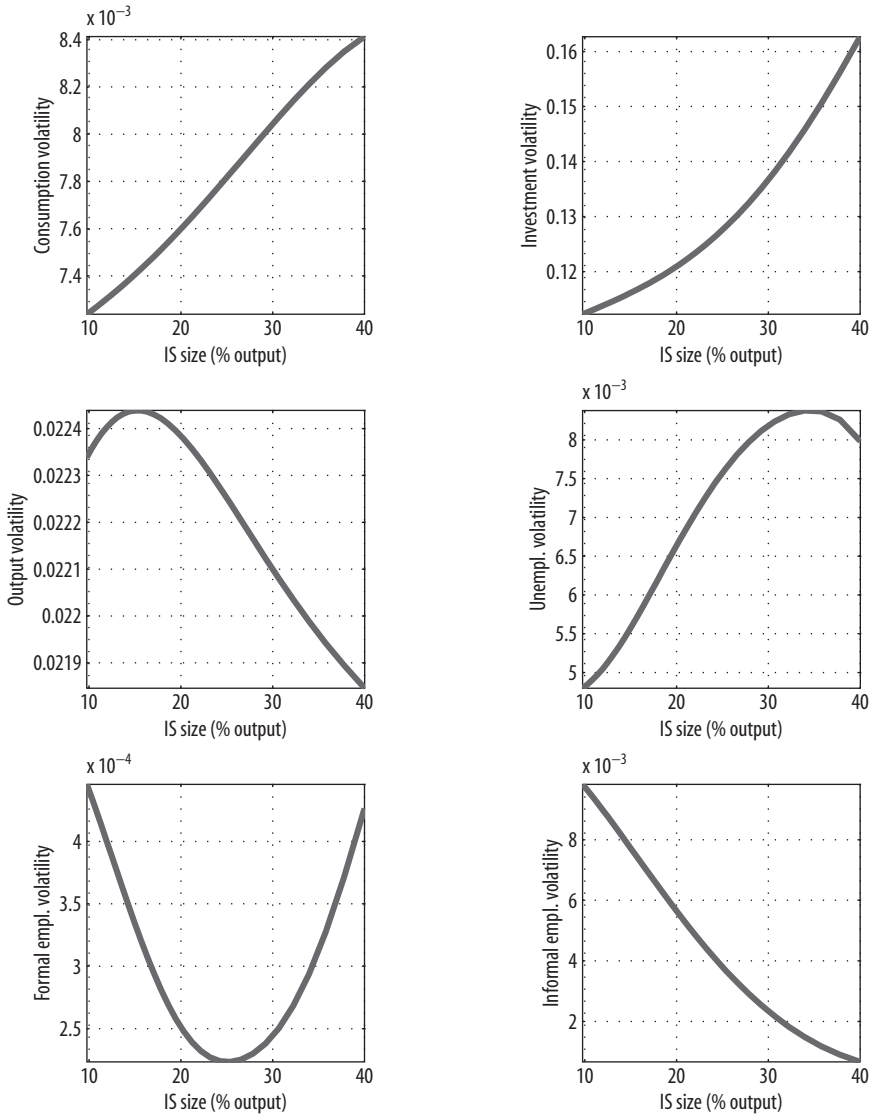 x 10⁻³
8.4
8.2
8
7.8
7.6
7.4
Consumption volatility
10 20 30 40
IS size (% output)
0.16
0.15
0.14
0.13
0.12
Investment volatility
10 20 30 40
IS size (% output)
0.0224
0.0223
0.0222
0.0221
0.022
0.0219
Output volatility
10 20 30 40
IS size (% output)
x 10⁻³
8
7.5
7
6.5
6
5.5
5
Unempl. volatility
10 20 30 40
IS size (% output)
x 10⁻⁴
4
3.5
3
2.5
Formal empl. volatility
10 20 30 40
IS size (% output)
x 10⁻³
8
6
4
2
Informal empl. volatility
10 20 30 40
IS size (% output)